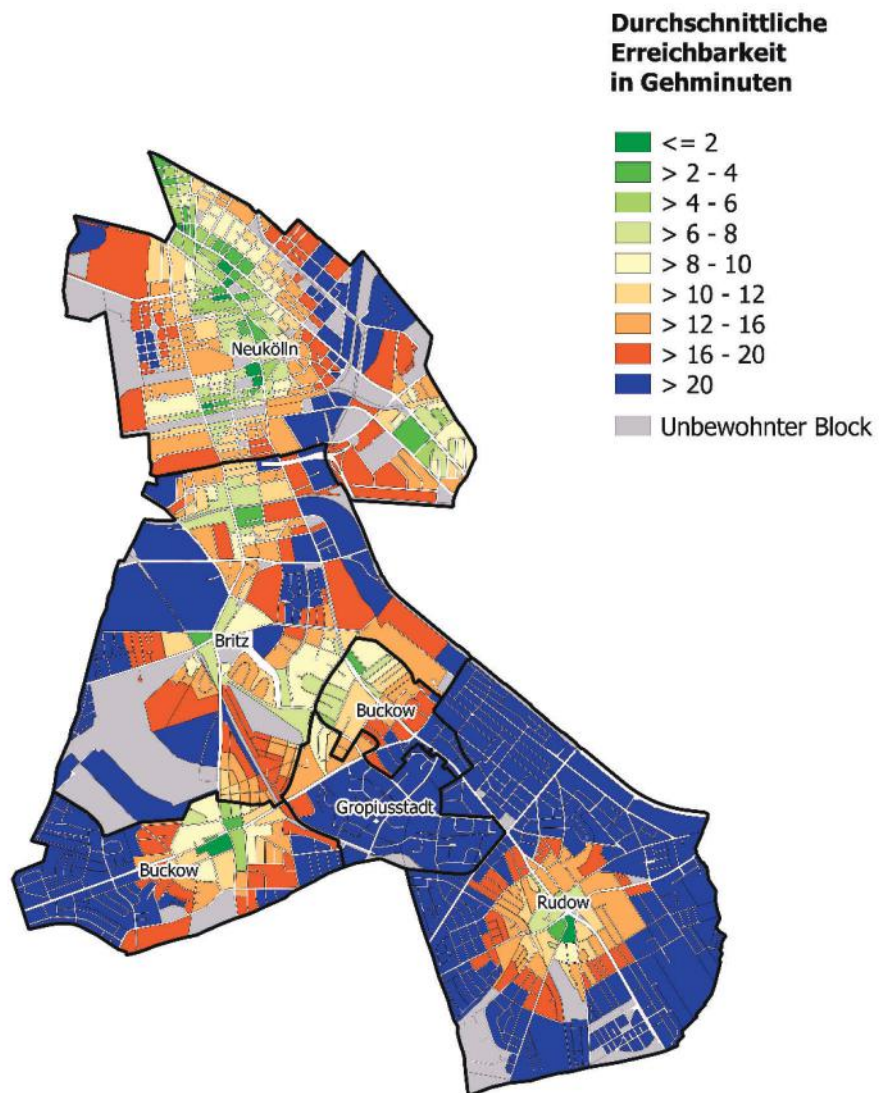 Durchschnittliche
Erreichbarkeit
in Gehminuten
<= 2
> 2 - 4
> 4 - 6
> 6 - 8
> 8 - 10
> 10 - 12
> 12 - 16
> 16 - 20
> 20
Unbewohnter Block
Neukölln
Britz
Buckow
Gropiusstadt
Buckow
Rudow